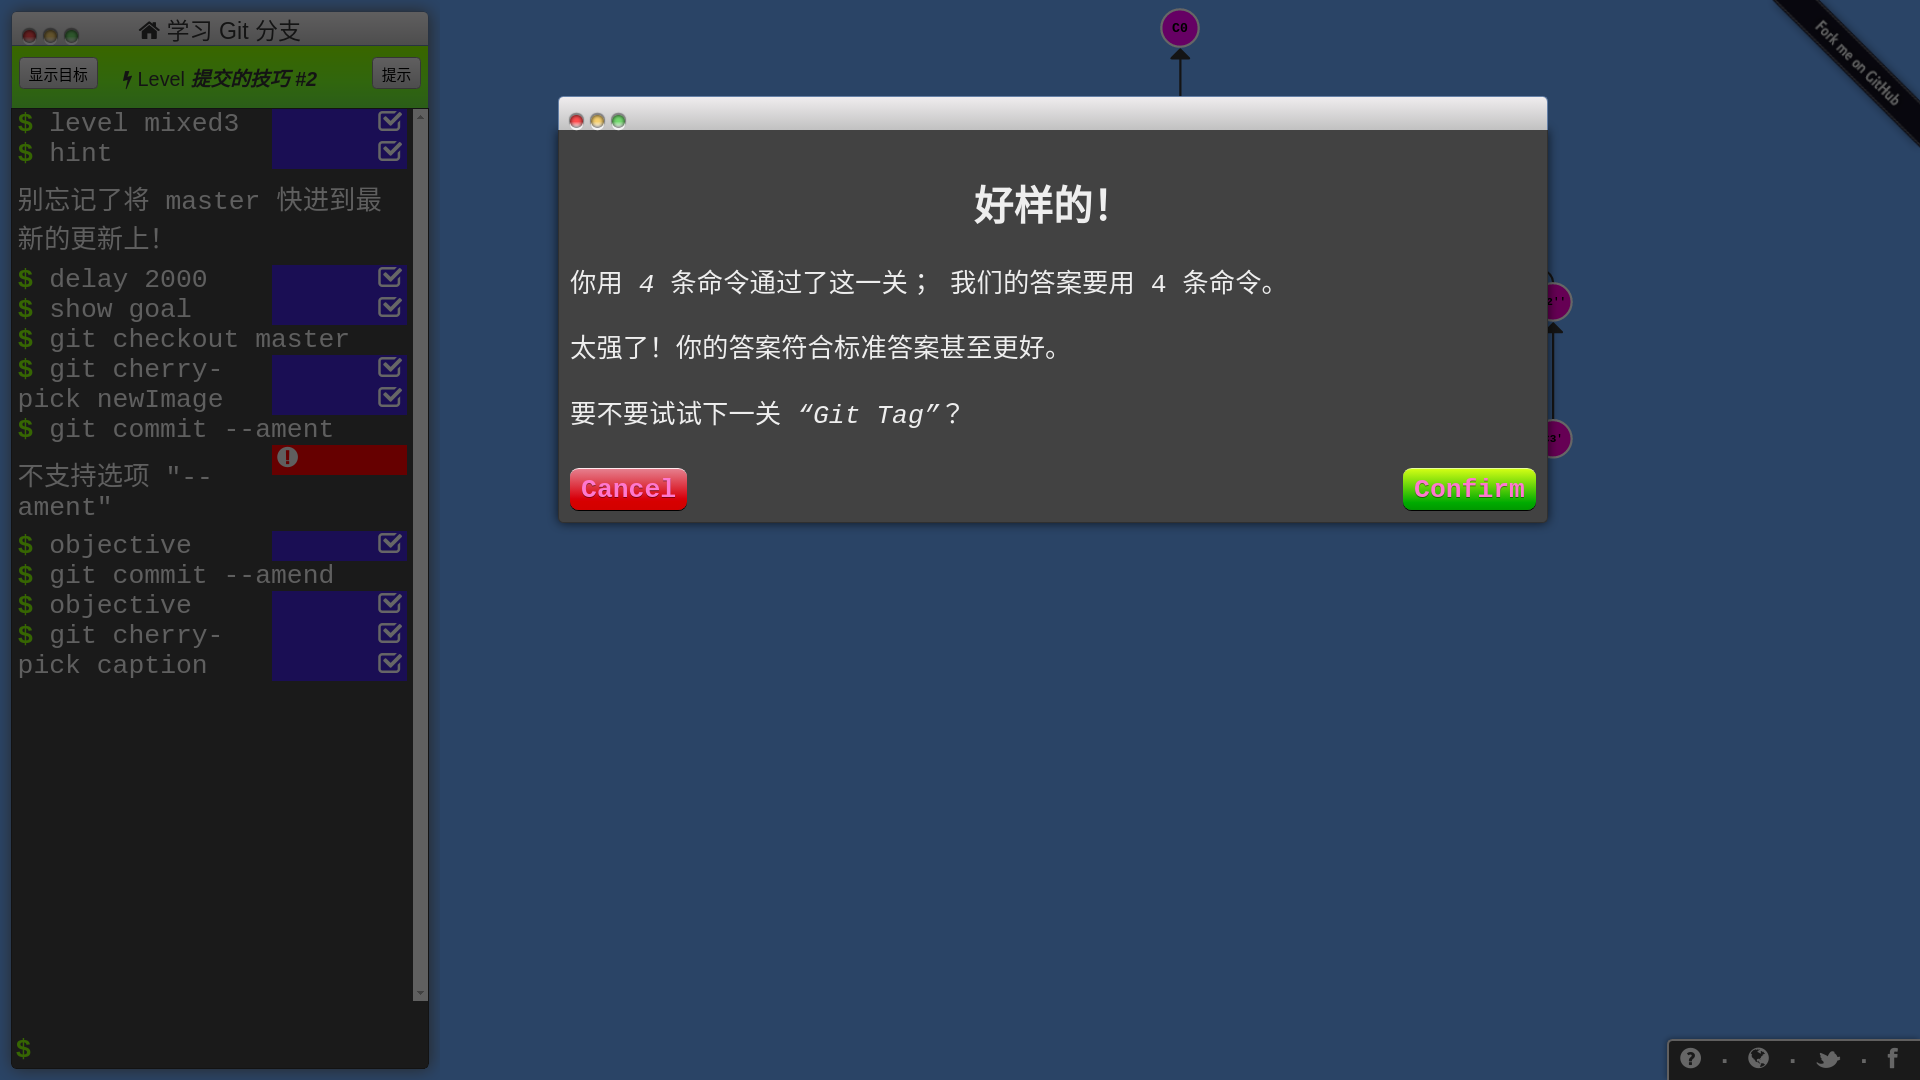 学习 Git 分支
显示目标
Level 提交的技巧 #2
提示
$ level mixed3
$ hint
别忘记了将 master 快进到最
新的更新上！
$ delay 2000
$ show goal
$ git checkout master
$ git cherry-
pick newImage
$ git commit --ament
不支持选项 "--
ament"
$ objective
$ git commit --amend
$ objective
$ git cherry-
pick caption
$
C0
Fork me on GitHub
好样的！
你用 4 条命令通过了这一关； 我们的答案要用 4 条命令。
太强了！你的答案符合标准答案甚至更好。
要不要试试下一关 “Git Tag”？
Cancel
Confirm